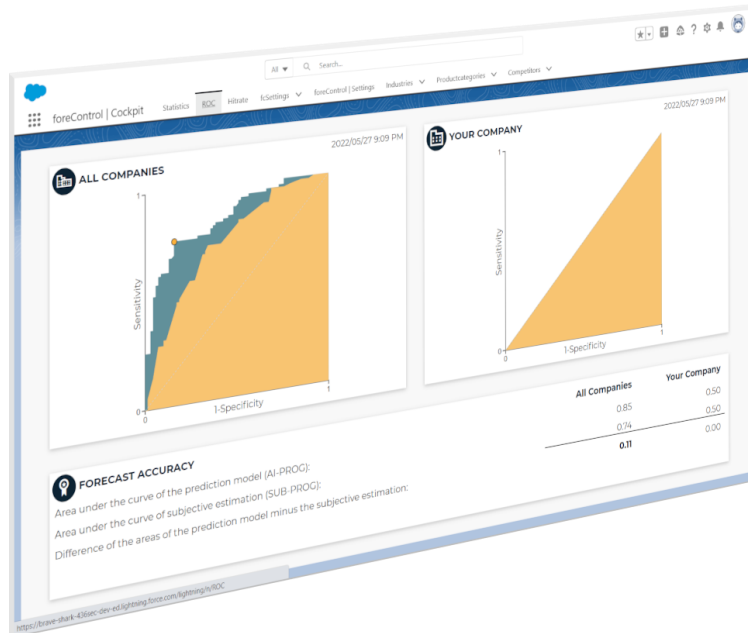 All
Search...
foreControl | Cockpit
Statistics
ROC
Hitrate
fcSettings
foreControl | Settings
Industries
Productcategories
Competitors
ALL COMPANIES
2022/05/27 9:09 PM
1
Sensitivity
0
0
1-Specificity
1
YOUR COMPANY
2022/05/27 9:09 PM
1
Sensitivity
0
0
1-Specificity
1
FORECAST ACCURACY
All Companies Your Company
Area under the curve of the prediction model (AI-PROG): 0.85 0.50
Area under the curve of subjective estimation (SUB-PROG): 0.74 0.50
Difference of the areas of the prediction model minus the subjective estimation: 0.11 0.00
https://brave-shark-436sec-dev-ed.lightning.force.com/lightning/n/ROC